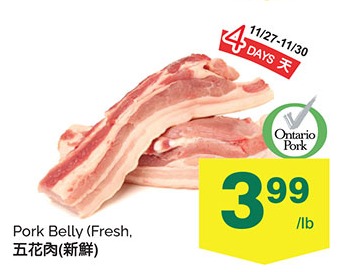 11/27-11/30
4 DAYS 天
Ontario
Pork
3.99
/lb
Pork Belly (Fresh,
五花肉(新鮮)